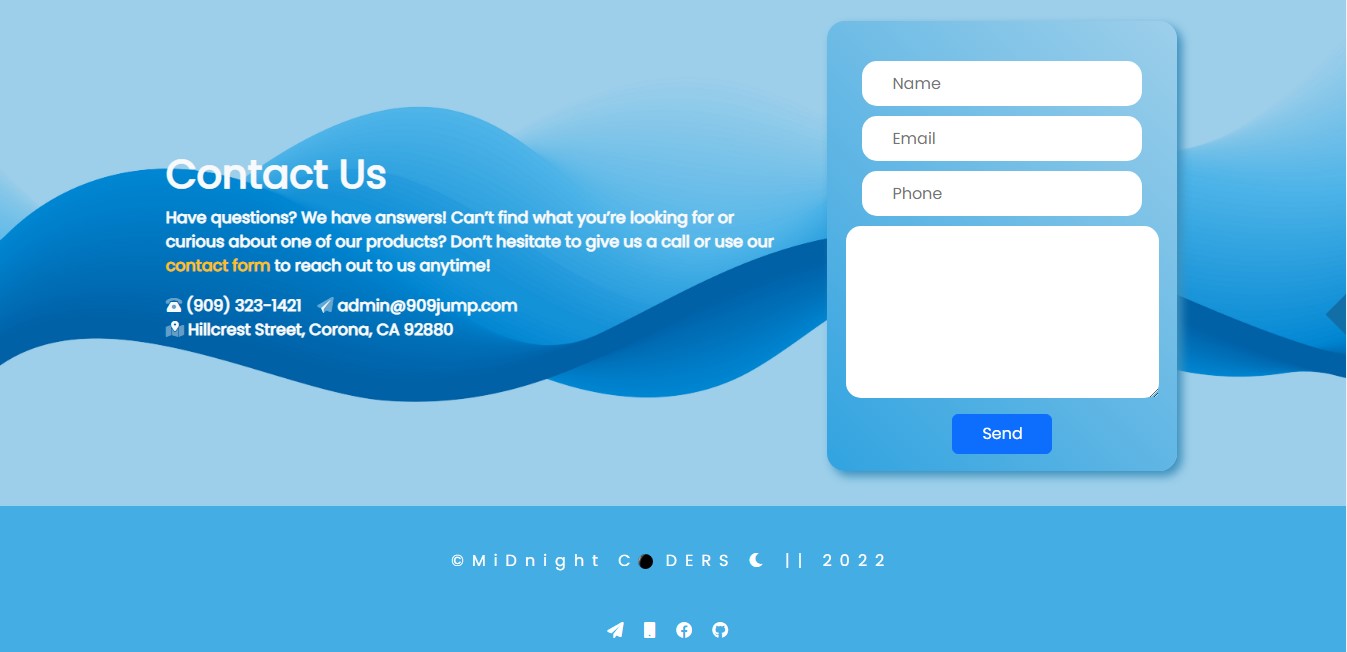 Contact Us
Have questions? We have answers! Can’t find what you’re looking for or
curious about one of our products? Don’t hesitate to give us a call or use our
contact form to reach out to us anytime!
(909) 323-1421 admin@909jump.com
Hillcrest Street, Corona, CA 92880
Name
Email
Phone
Send
©MiDnight C DERS || 2022